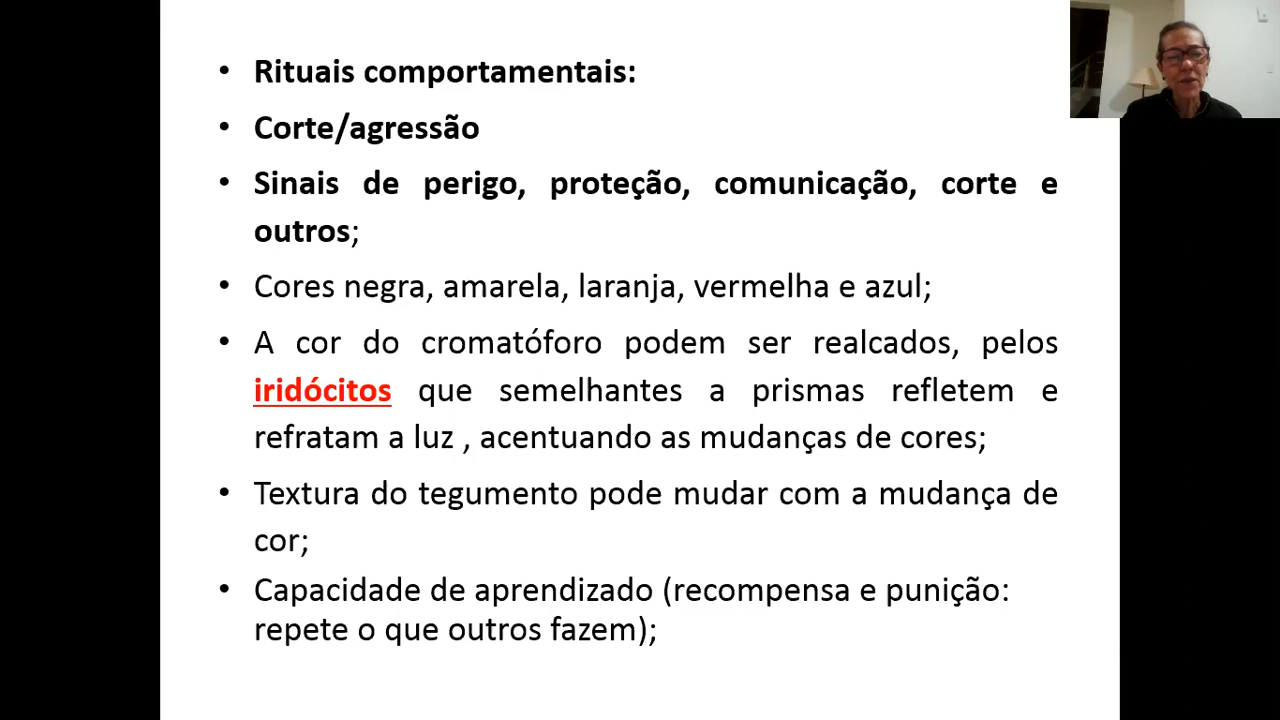 • Rituais comportamentais:
• Corte/agressão
• Sinais de perigo, proteção, comunicação, corte e
outros;
• Cores negra, amarela, laranja, vermelha e azul;
• A cor do cromatóforo podem ser realcados, pelos
iridócitos que semelhantes a prismas refletem e
refratam a luz , acentuando as mudanças de cores;
• Textura do tegumento pode mudar com a mudança de
cor;
• Capacidade de aprendizado (recompensa e punição:
repete o que outros fazem);